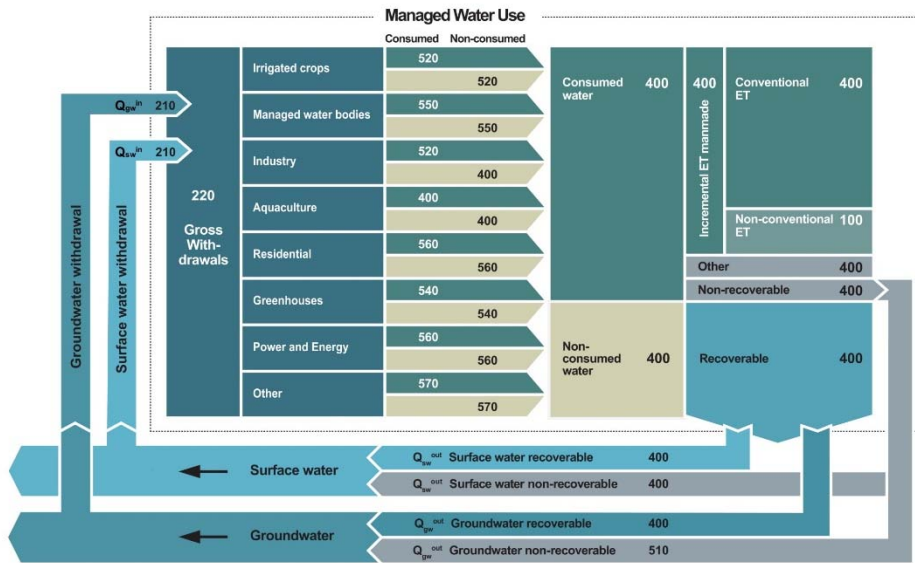 Managed Water Use
Consumed Non-consumed
Irrigated crops 520
520
Managed water bodies 550
550
Industry 520
400
Aquaculture 400
400
Residential 560
560
Greenhouses 540
540
Power and Energy 560
560
Other 570
570
220
Gross
With-
drawals
Qgwⁱⁿ 210
Qswⁱⁿ 210
Groundwater withdrawal
Surface water withdrawal
Consumed
water 400
Non-
consumed
water 400
400
Incremental ET manmade
Conventional
ET 400
Non-conventional
ET 100
Other 400
Non-recoverable 400
Recoverable 400
Surface water
Qswᵒᵘᵗ Surface water recoverable 400
Qswᵒᵘᵗ Surface water non-recoverable 400
Groundwater
Qgwᵒᵘᵗ Groundwater recoverable 400
Qgwᵒᵘᵗ Groundwater non-recoverable 510